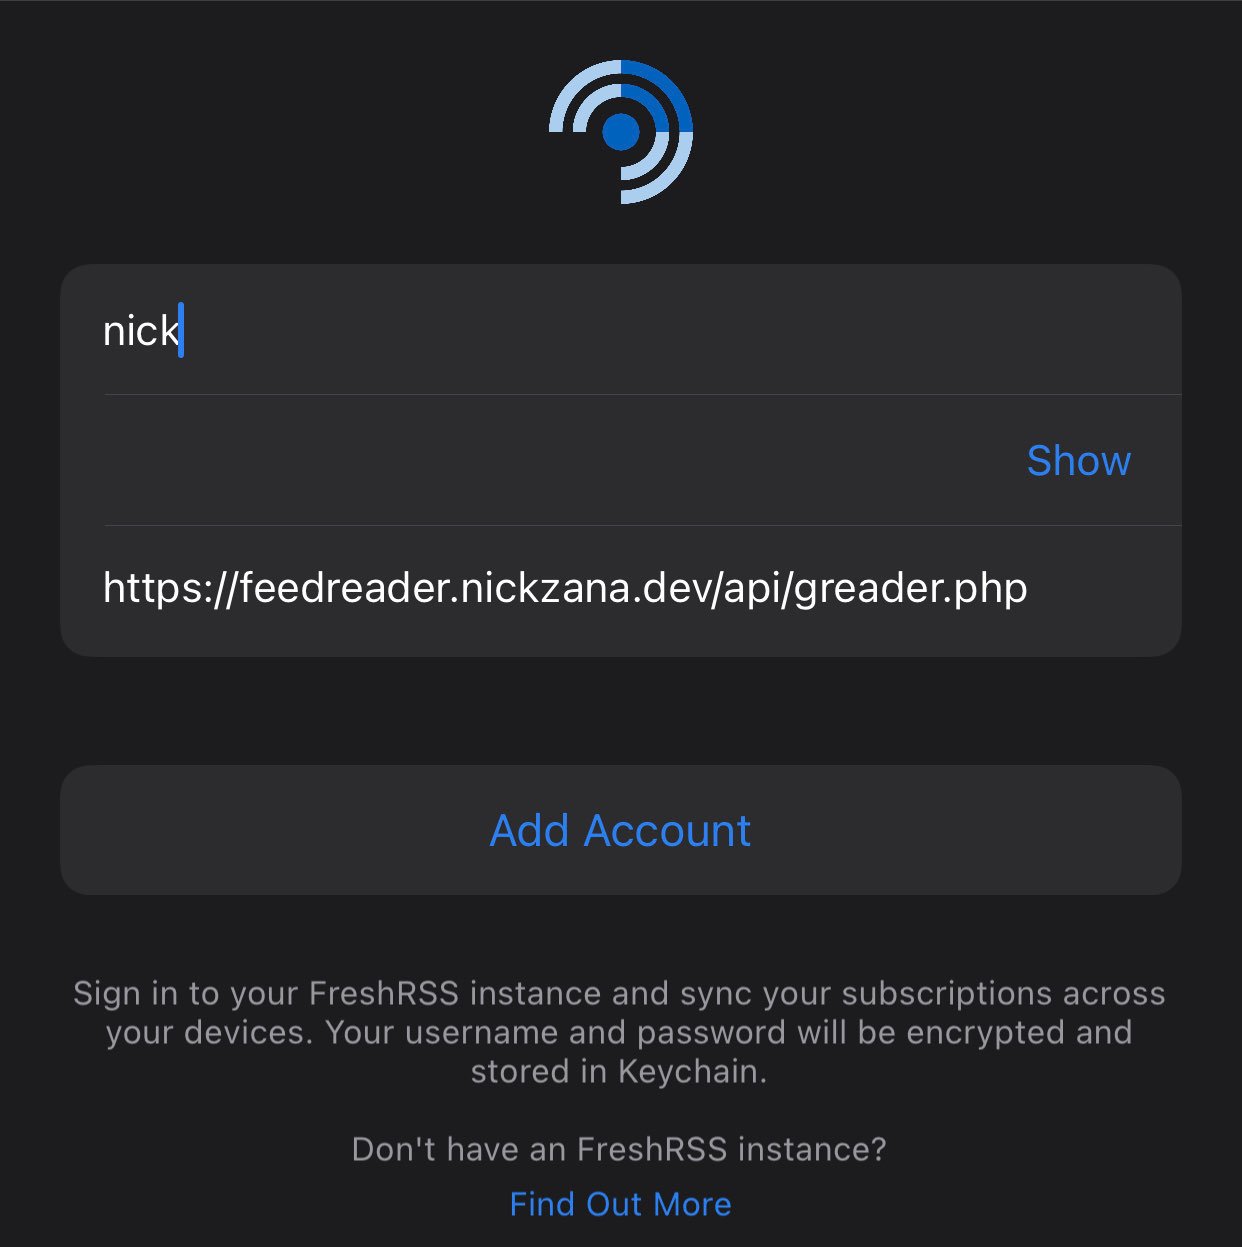 nick
Show
https://feedreader.nickzana.dev/api/greader.php
Add Account
Sign in to your FreshRSS instance and sync your subscriptions across
your devices. Your username and password will be encrypted and
stored in Keychain.
Don't have an FreshRSS instance?
Find Out More